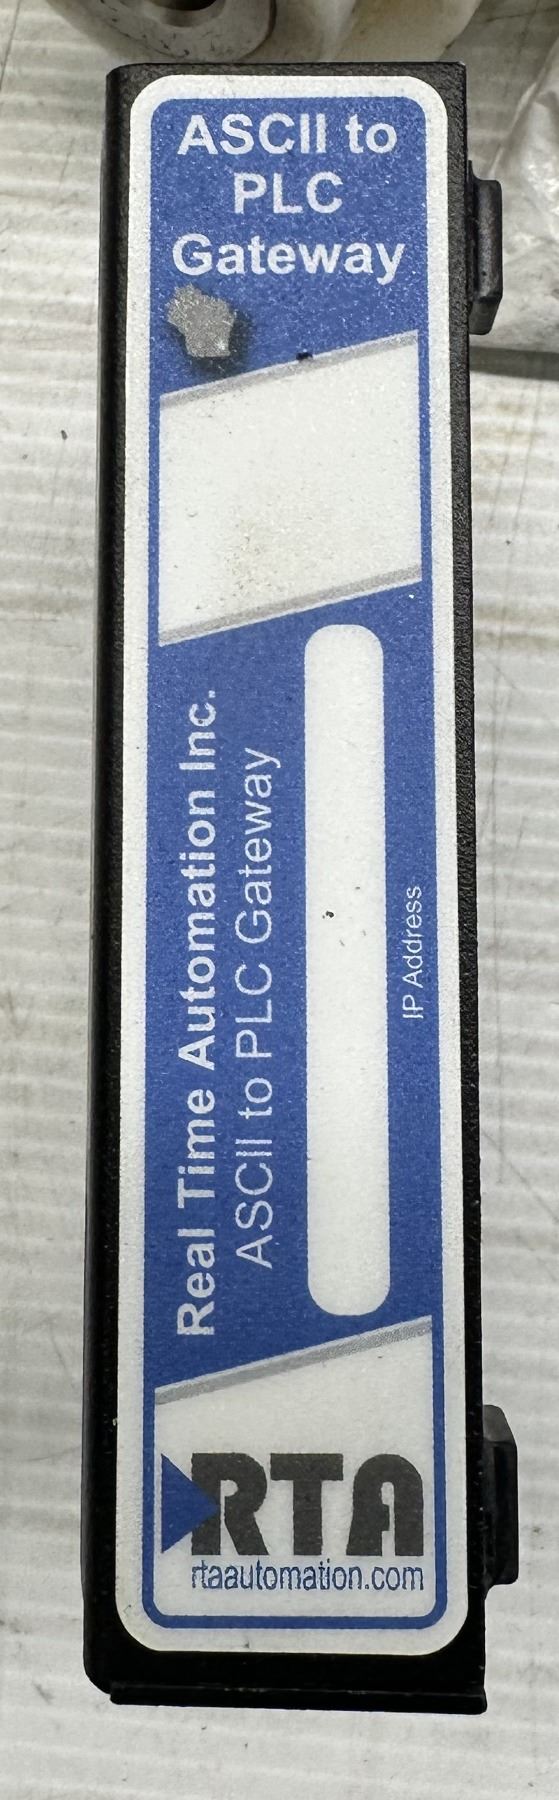 ASCII to
PLC
Gateway
Real Time Automation Inc.
ASCII to PLC Gateway
IP Address
RTA
rtaautomation.com